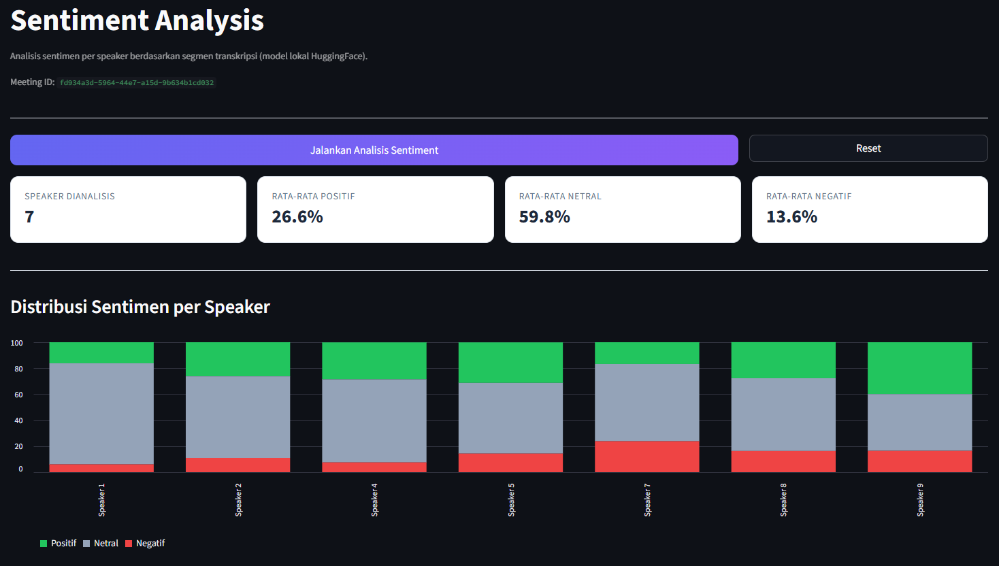 Sentiment Analysis
Analisis sentimen per speaker berdasarkan segmen transkripsi (model lokal HuggingFace).
Meeting ID: fd934a3d-5964-44e7-a15d-9b634b1cd032
Jalankan Analisis Sentiment
Reset
SPEAKER DIANALISIS
7
RATA-RATA POSITIF
26.6%
RATA-RATA NETRAL
59.8%
RATA-RATA NEGATIF
13.6%
Distribusi Sentimen per Speaker
100
80
60
40
20
0
Speaker 1
Speaker 2
Speaker 4
Speaker 5
Speaker 7
Speaker 8
Speaker 9
Positif Netral Negatif